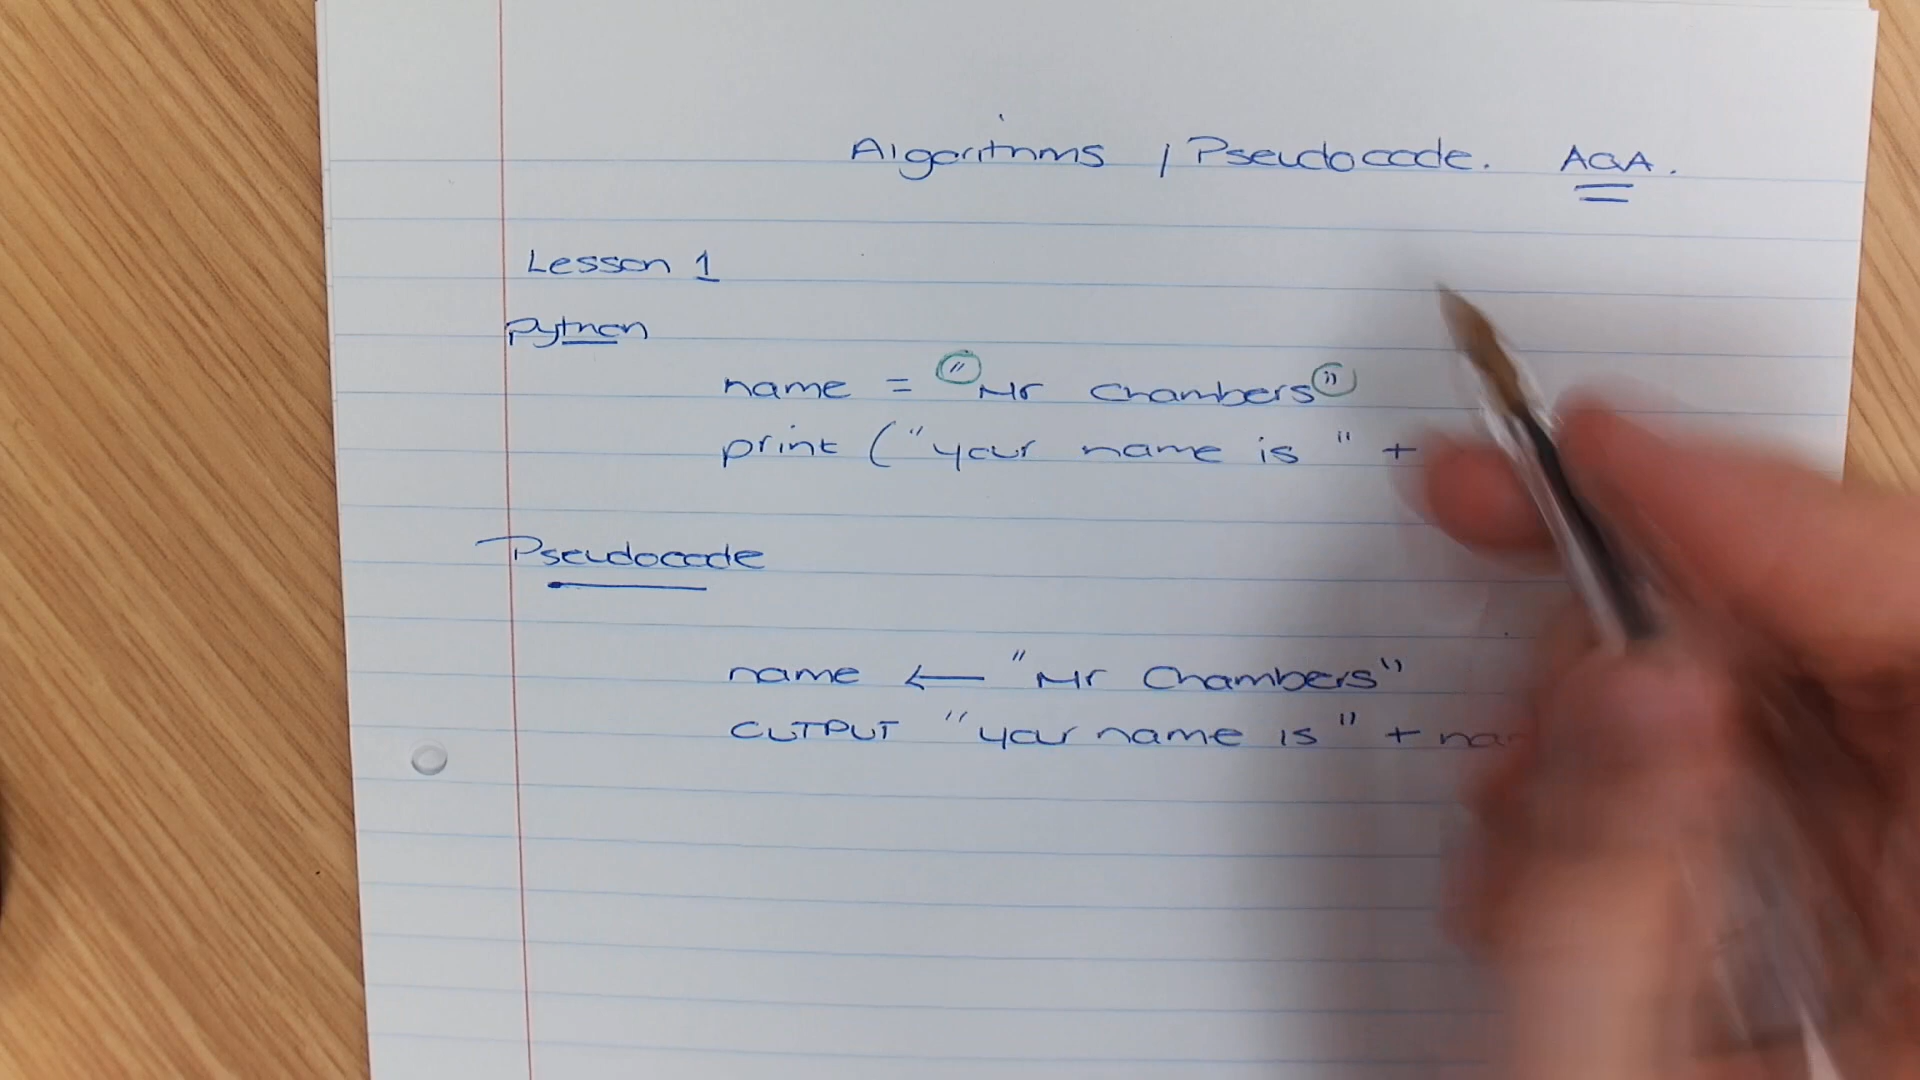 Algorithms / Pseudocode. AQA.
Lesson 1
Python
name = "Mr Chambers"
print ("your name is " +
Pseudocode
name ← "Mr Chambers"
OUTPUT "your name is " +